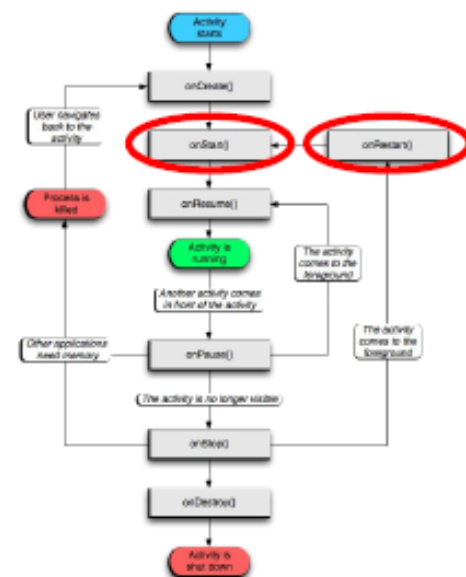 Activity
starts
onCreate()
User navigates
back to the
activity
onStart()
onRestart()
Process is
killed
onResume()
Activity is
running
The activity
comes to the
foreground
Another activity comes
in front of the activity
The activity
comes to the
foreground
Other applications
need memory
onPause()
The activity is no longer visible
onStop()
onDestroy()
Activity is
shut down